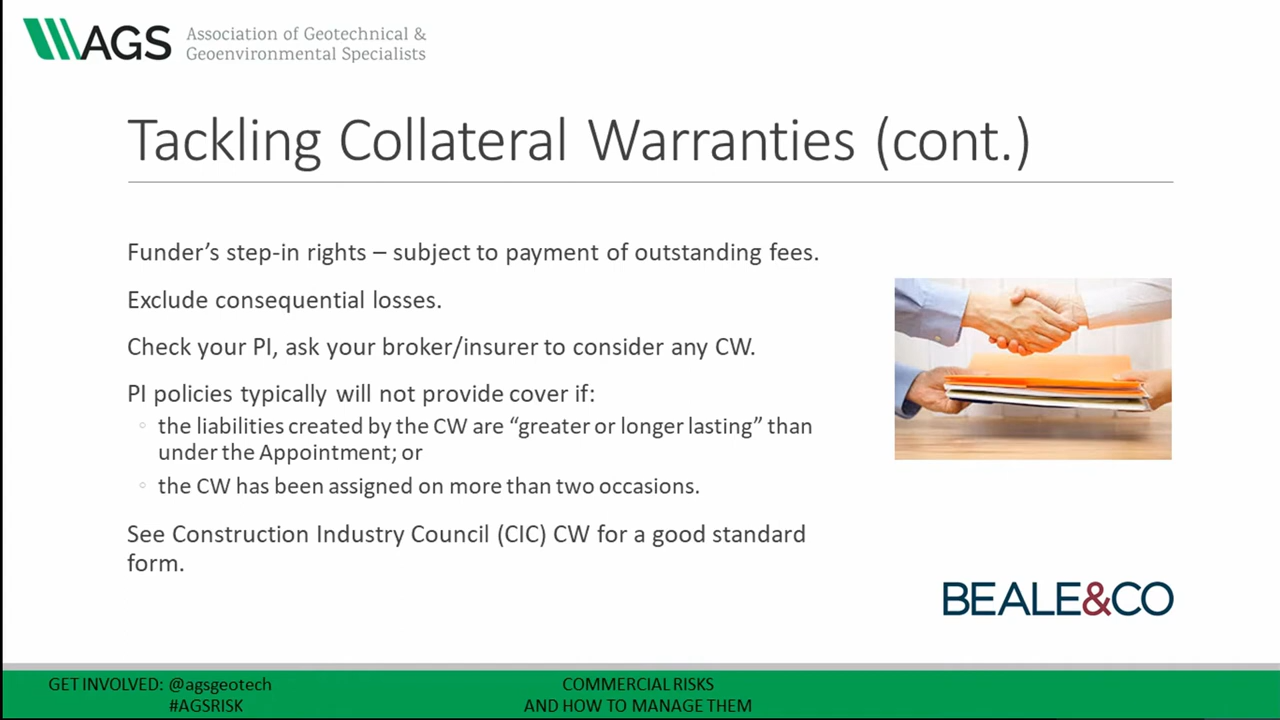 AGS
Association of Geotechnical &
Geoenvironmental Specialists
Tackling Collateral Warranties (cont.)
Funder’s step-in rights – subject to payment of outstanding fees.
Exclude consequential losses.
Check your PI, ask your broker/insurer to consider any CW.
PI policies typically will not provide cover if:
◦ the liabilities created by the CW are “greater or longer lasting” than
under the Appointment; or
◦ the CW has been assigned on more than two occasions.
See Construction Industry Council (CIC) CW for a good standard
form.
BEALE&CO
GET INVOLVED: @agsgeotech
#AGSRISK
COMMERCIAL RISKS
AND HOW TO MANAGE THEM